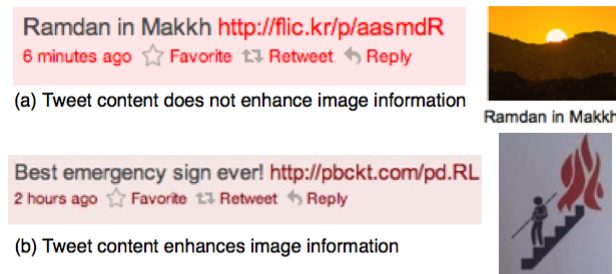 Ramdan in Makkh http://flic.kr/p/aasmdR
6 minutes ago Favorite Retweet Reply
(a) Tweet content does not enhance image information
Ramdan in Makkh
Best emergency sign ever! http://pbckt.com/pd.RL
2 hours ago Favorite Retweet Reply
(b) Tweet content enhances image information